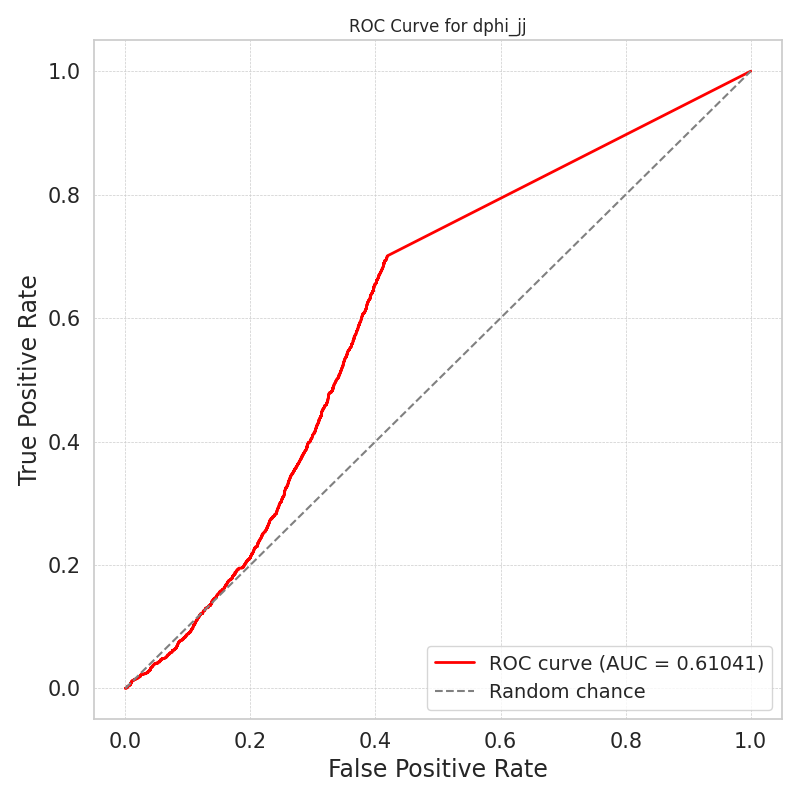 ROC Curve for dphi_jj
1.0
0.8
0.6
0.4
0.2
0.0
True Positive Rate
ROC curve (AUC = 0.61041)
Random chance
0.0 0.2 0.4 0.6 0.8 1.0
False Positive Rate